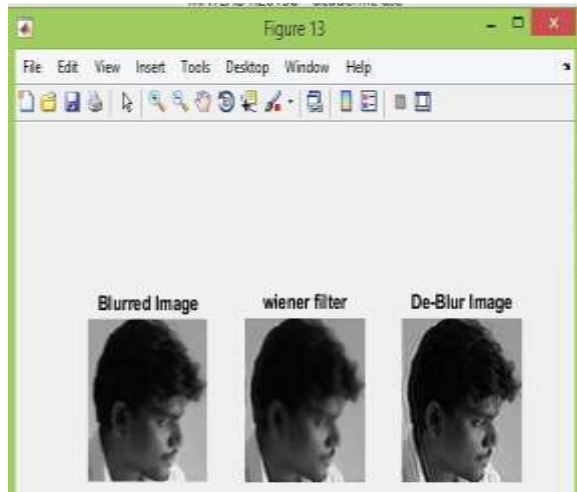 Figure 13
File Edit View Insert Tools Desktop Window Help
Blurred Image wiener filter De-Blur Image